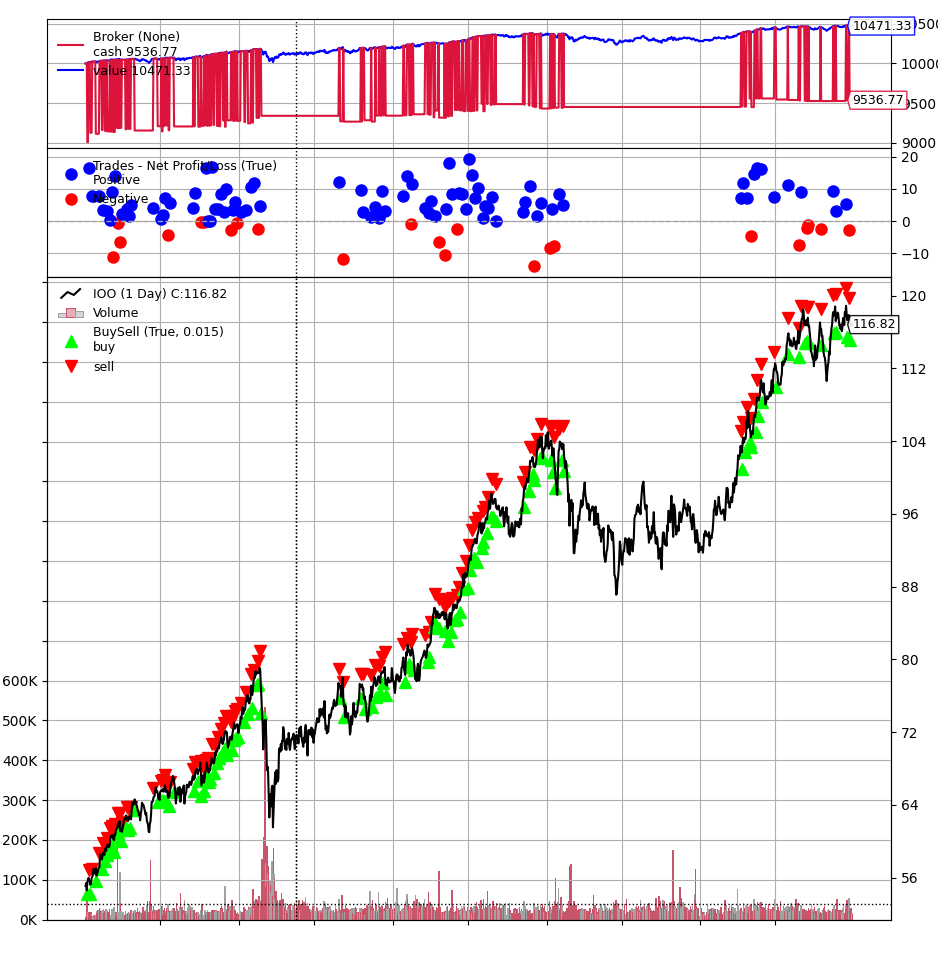 Broker (None)
cash 9536.77
value 10471.33
10471.33
10000
9536.77
9000
Trades - Net Profit/Loss (True)
Positive
Negative
20
10
0
−10
IOO (1 Day) C:116.82
Volume
BuySell (True, 0.015)
buy
sell
120
116.82
112
104
96
88
80
72
64
56
600K
500K
400K
300K
200K
100K
0K